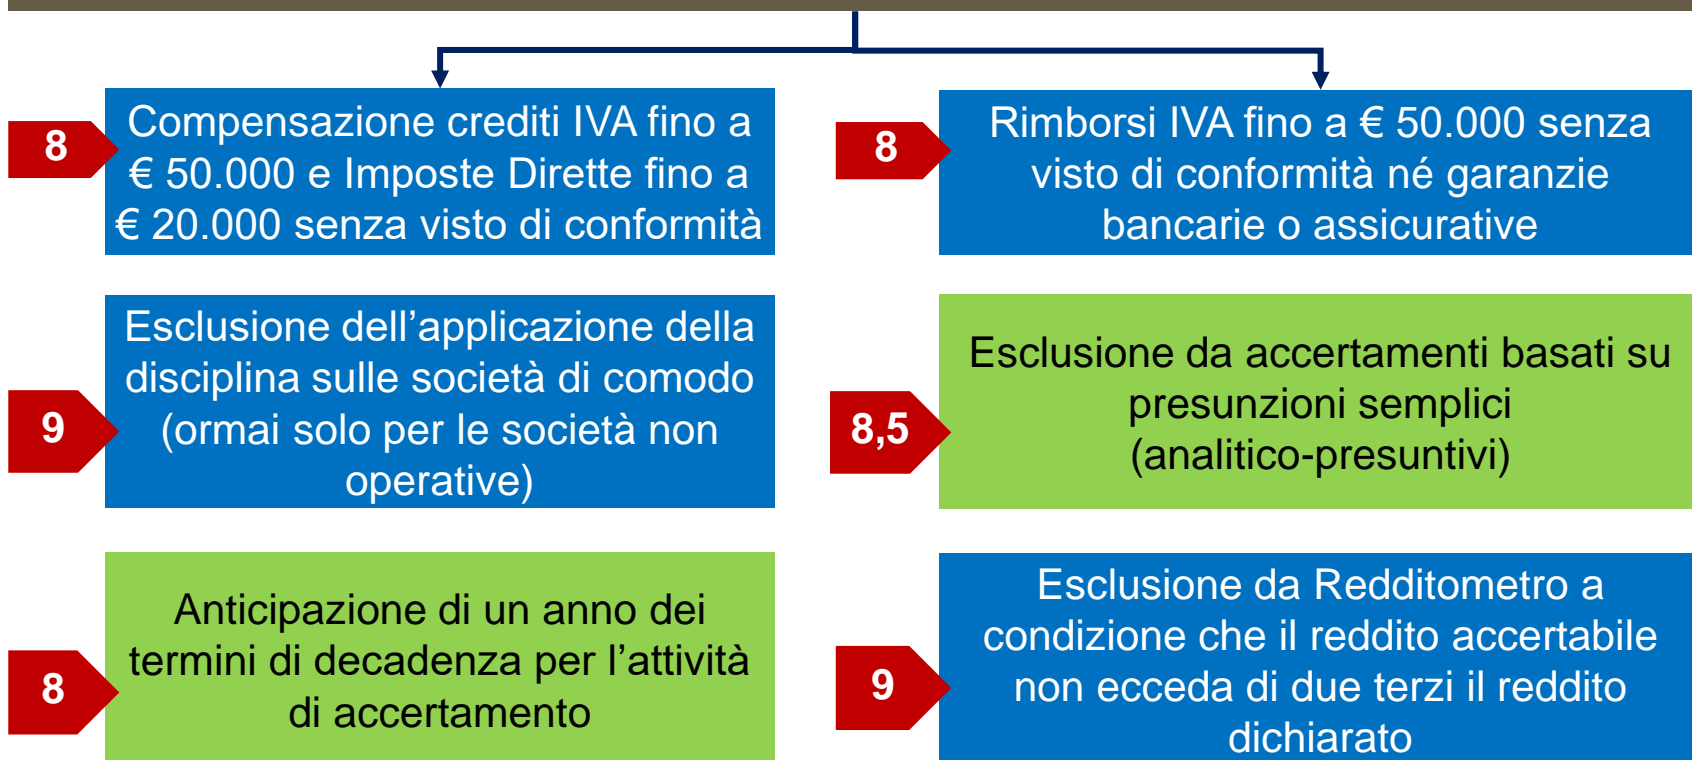 8
Compensazione crediti IVA fino a
€ 50.000 e Imposte Dirette fino a
€ 20.000 senza visto di conformità
8
Rimborsi IVA fino a € 50.000 senza
visto di conformità né garanzie
bancarie o assicurative
9
Esclusione dell’applicazione della
disciplina sulle società di comodo
(ormai solo per le società non
operative)
8,5
Esclusione da accertamenti basati su
presunzioni semplici
(analitico-presuntivi)
8
Anticipazione di un anno dei
termini di decadenza per l’attività
di accertamento
9
Esclusione da Redditometro a
condizione che il reddito accertabile
non ecceda di due terzi il reddito
dichiarato